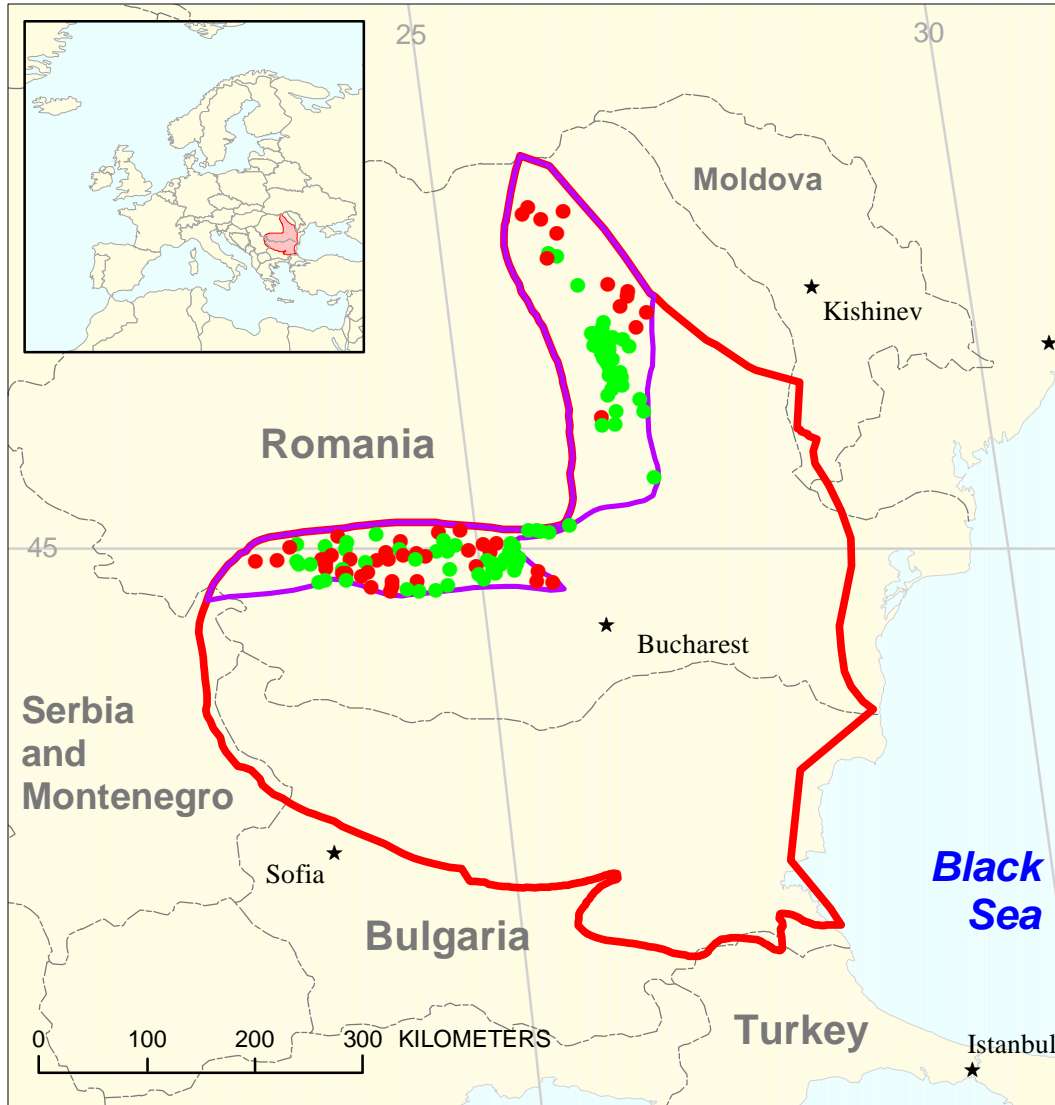 25
30
Moldova
Kishinev
Romania
45
Bucharest
Serbia
and
Montenegro
Sofia
Black
Sea
Bulgaria
Turkey
0 100 200 300 KILOMETERS
Istanbul